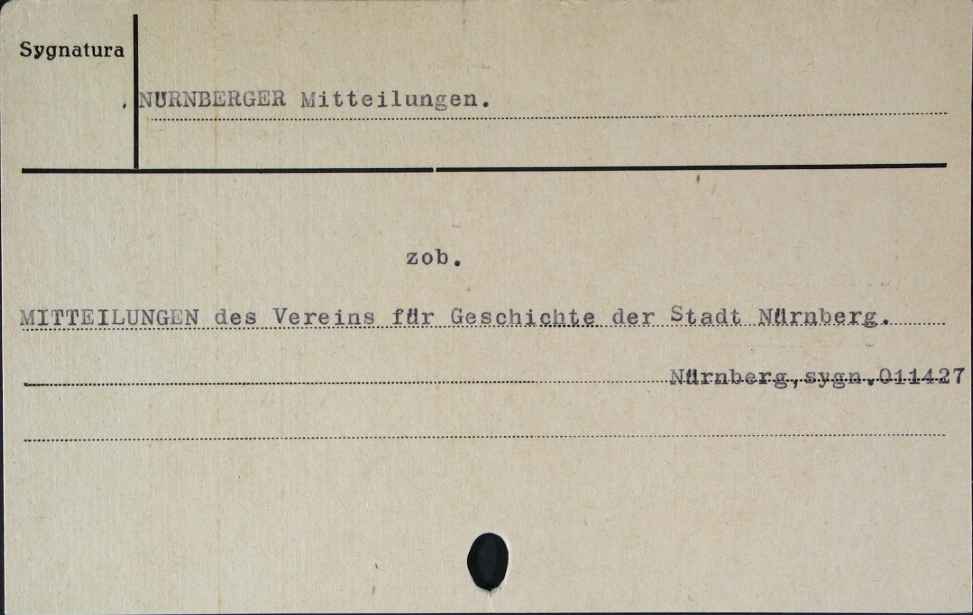 Sygnatura
NÜRNBERGER Mitteilungen.
zob.
MITTEILUNGEN des Vereins für Geschichte der Stadt Nürnberg.
Nürnberg,sygn.011427